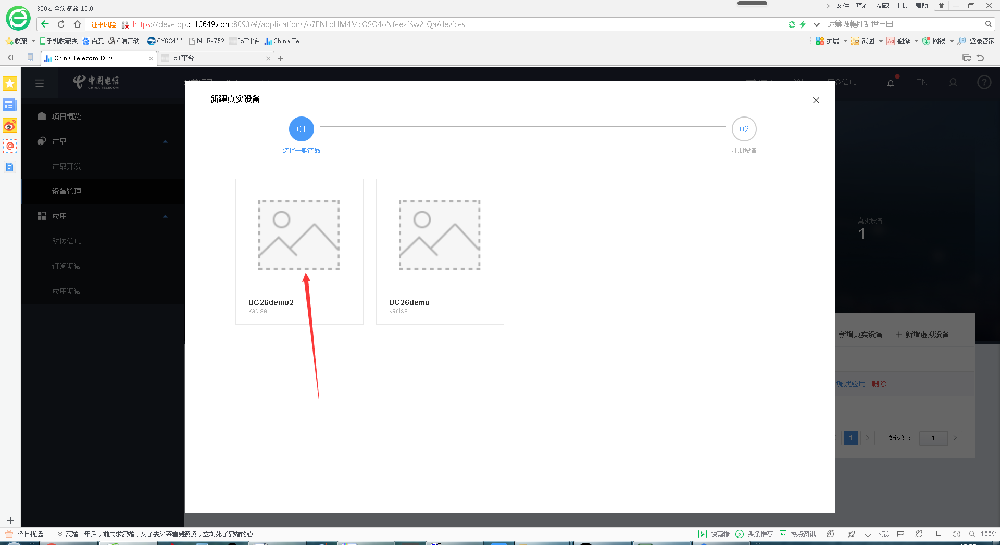 360安全浏览器 10.0
文件 查看 收藏 工具 帮助
证书风险 https://develop.ct10649.com:8093/#/applications/o7ENLbHM4McOSO4oNfeezfSw2_Qa/devices
运筹帷幄胜乱世三国
收藏 手机收藏夹 百度 C语言动 CY8C414 NHR-762 IoT平台 China Te
扩展 截图 Aa 翻译 网银 登录管家
China Telecom DEV
IoT平台
中国电信
CHINA TELECOM
商信息
EN
?
新建真实设备
01
02
选择一款产品
注册设备
项目概览
产品
产品开发
设备管理
应用
对接信息
订阅调试
应用调试
真实设备
1
BC26demo2
kacise
BC26demo
kacise
新增真实设备 + 新增虚拟设备
调试应用 删除
1 > 跳转到： 1 >
今日优选
离婚一年后，前夫求复婚，女子去买菜看到婆婆，立刻死了复婚的心
快剪辑 头条推荐 热点资讯 下载 100%